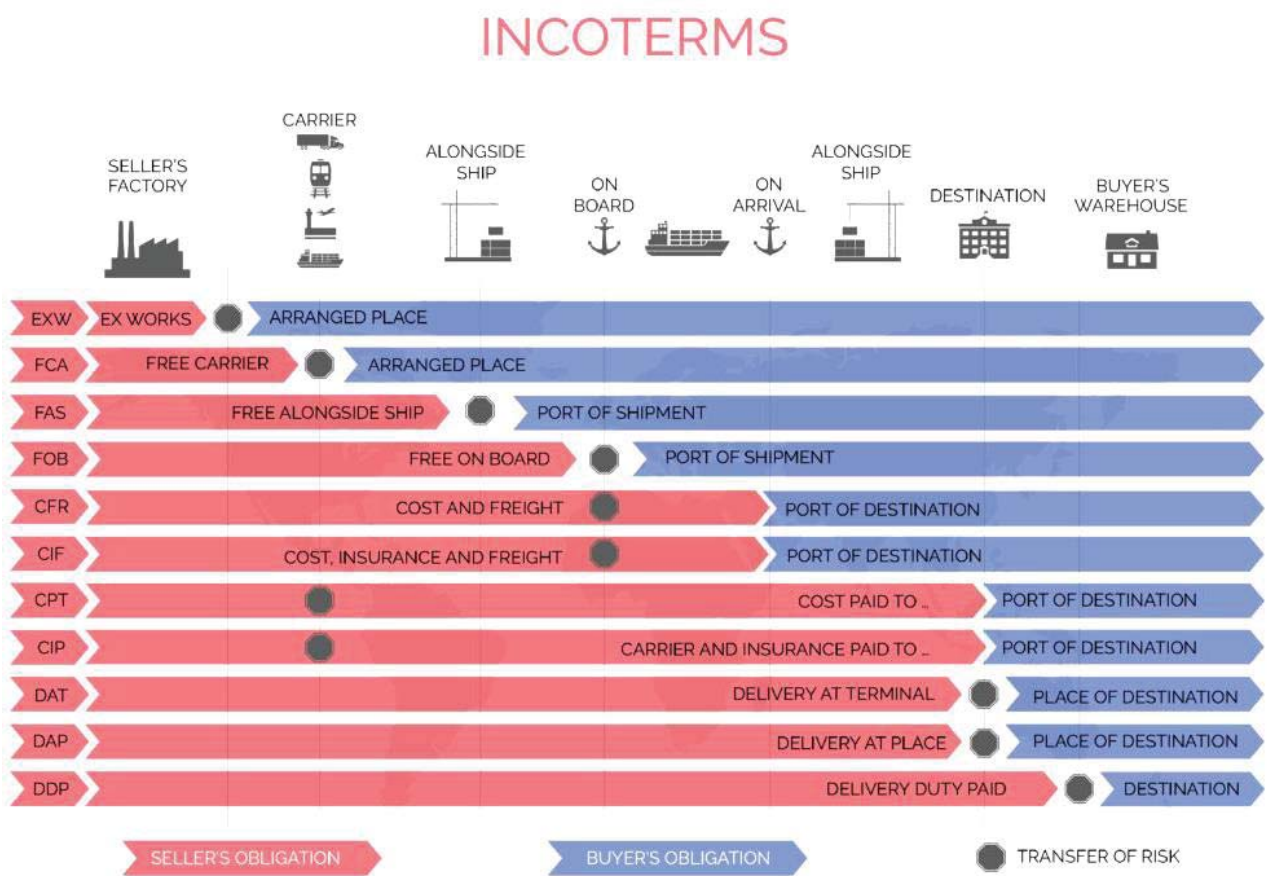 INCOTERMS
SELLER'S
FACTORY
CARRIER
ALONGSIDE
SHIP
ON
BOARD
ON
ARRIVAL
ALONGSIDE
SHIP
DESTINATION
BUYER'S
WAREHOUSE
EXW EX WORKS ARRANGED PLACE
FCA FREE CARRIER ARRANGED PLACE
FAS FREE ALONGSIDE SHIP PORT OF SHIPMENT
FOB FREE ON BOARD PORT OF SHIPMENT
CFR COST AND FREIGHT PORT OF DESTINATION
CIF COST, INSURANCE AND FREIGHT PORT OF DESTINATION
CPT COST PAID TO ... PORT OF DESTINATION
CIP CARRIER AND INSURANCE PAID TO ... PORT OF DESTINATION
DAT DELIVERY AT TERMINAL PLACE OF DESTINATION
DAP DELIVERY AT PLACE PLACE OF DESTINATION
DDP DELIVERY DUTY PAID DESTINATION
SELLER'S OBLIGATION BUYER'S OBLIGATION TRANSFER OF RISK